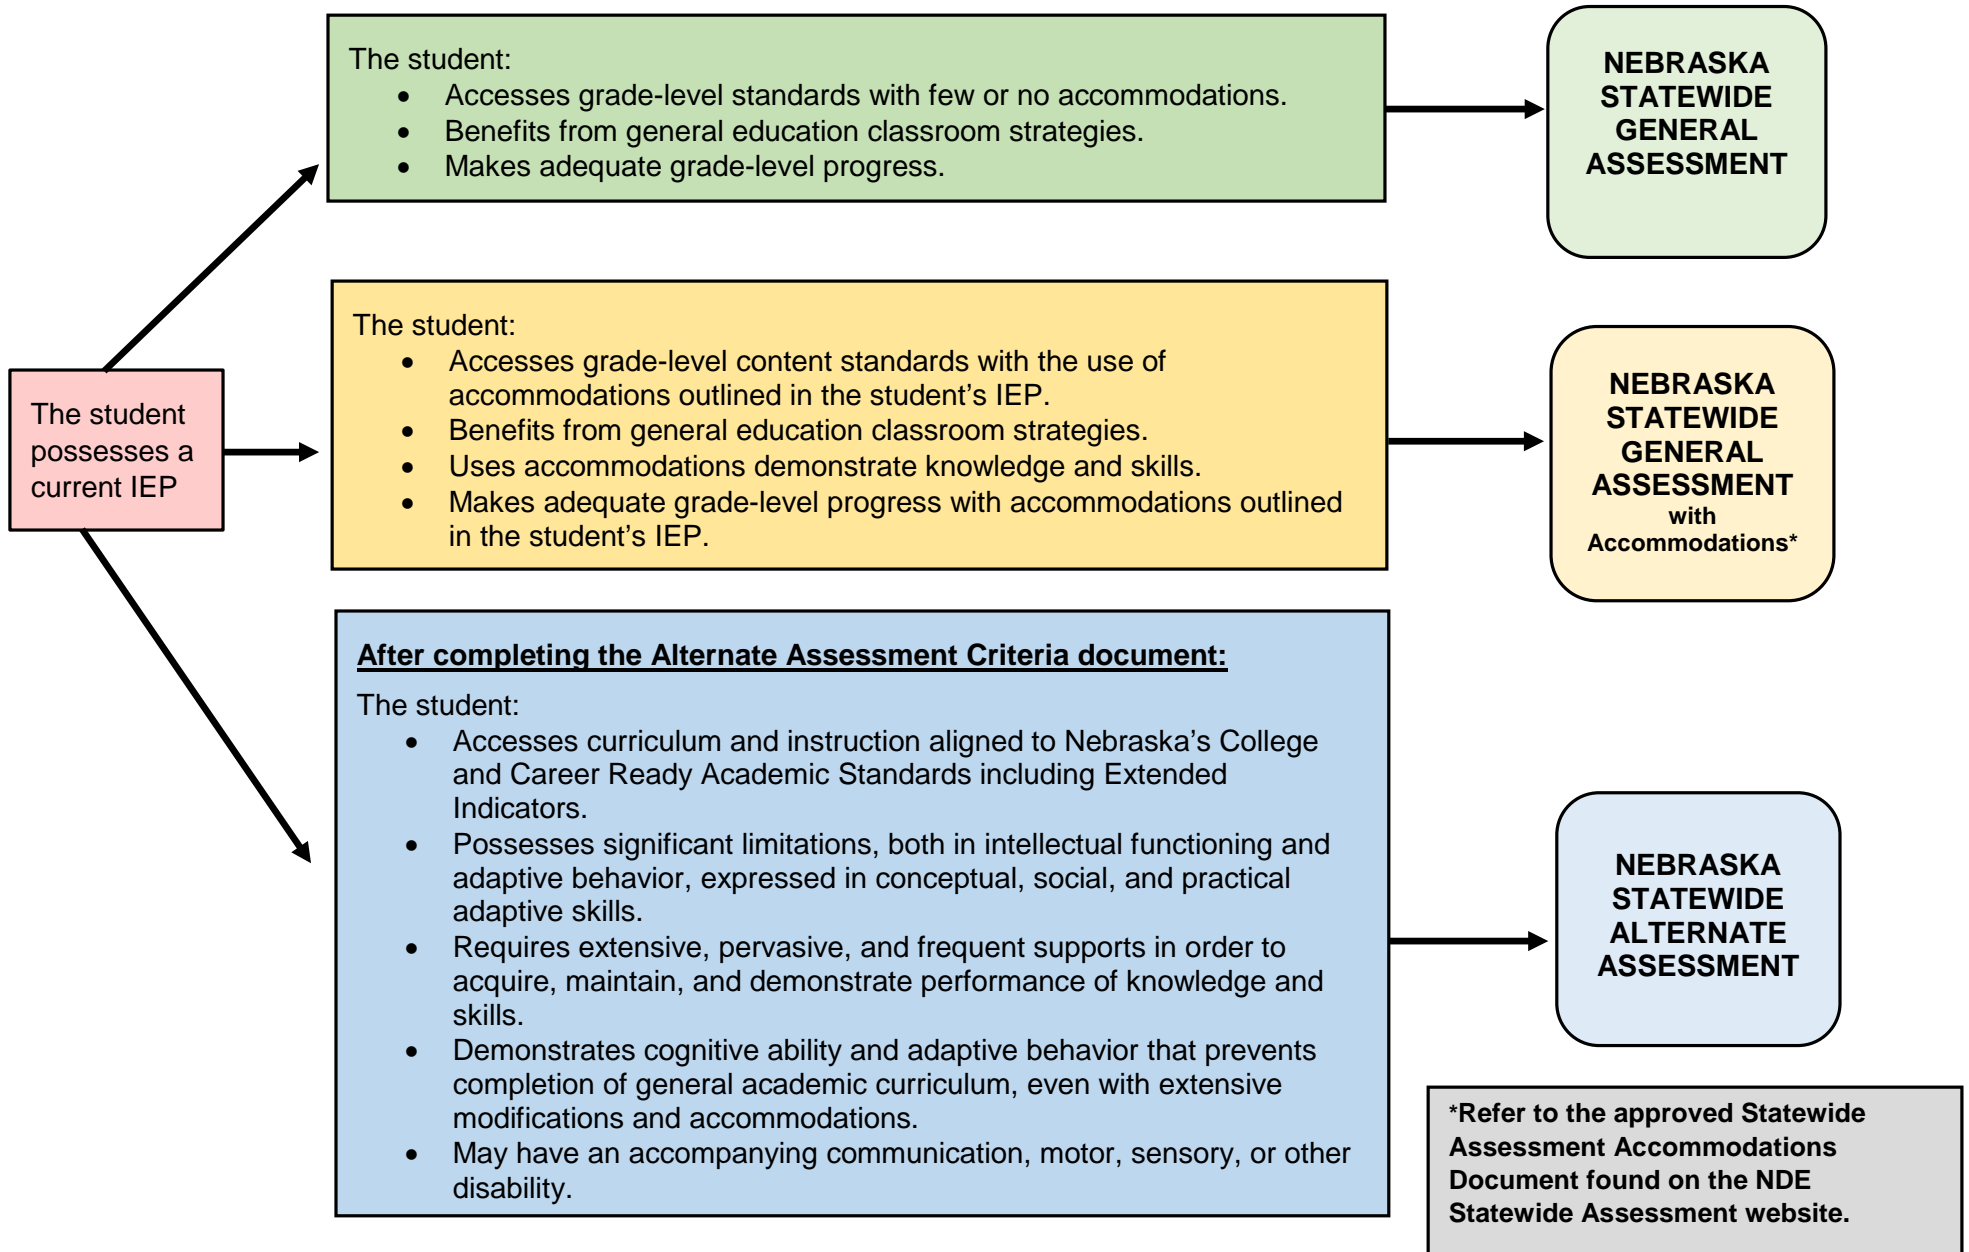 The student:
• Accesses grade-level standards with few or no accommodations.
• Benefits from general education classroom strategies.
• Makes adequate grade-level progress.
NEBRASKA
STATEWIDE
GENERAL
ASSESSMENT
The student
possesses a
current IEP
The student:
• Accesses grade-level content standards with the use of
accommodations outlined in the student’s IEP.
• Benefits from general education classroom strategies.
• Uses accommodations demonstrate knowledge and skills.
• Makes adequate grade-level progress with accommodations outlined
in the student’s IEP.
NEBRASKA
STATEWIDE
GENERAL
ASSESSMENT
with
Accommodations*
After completing the Alternate Assessment Criteria document:
The student:
• Accesses curriculum and instruction aligned to Nebraska’s College
and Career Ready Academic Standards including Extended
Indicators.
• Possesses significant limitations, both in intellectual functioning and
adaptive behavior, expressed in conceptual, social, and practical
adaptive skills.
• Requires extensive, pervasive, and frequent supports in order to
acquire, maintain, and demonstrate performance of knowledge and
skills.
• Demonstrates cognitive ability and adaptive behavior that prevents
completion of general academic curriculum, even with extensive
modifications and accommodations.
• May have an accompanying communication, motor, sensory, or other
disability.
NEBRASKA
STATEWIDE
ALTERNATE
ASSESSMENT
*Refer to the approved Statewide
Assessment Accommodations
Document found on the NDE
Statewide Assessment website.